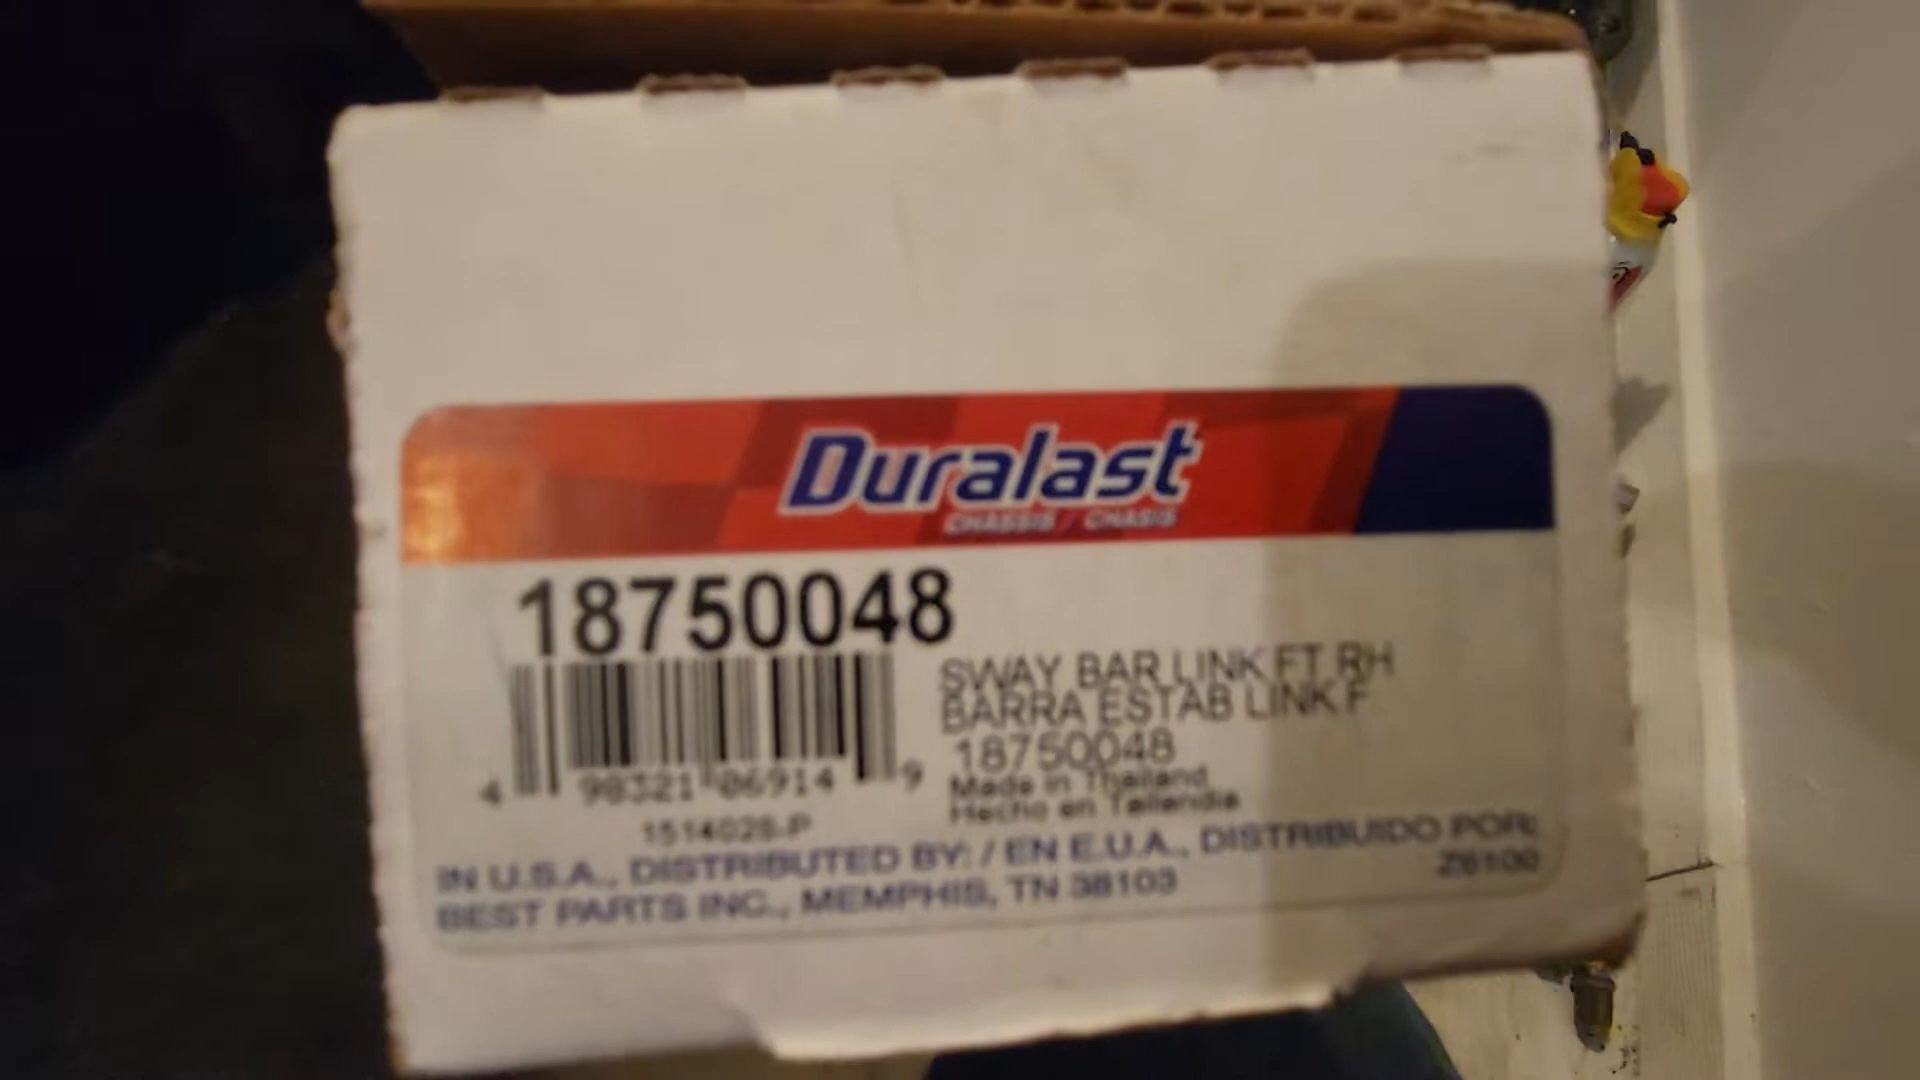 Duralast
CHASSIS / CHASIS
18750048
SWAY BAR LINK FT RH
BARRA ESTAB LINK F
18750048
Made in Thailand
Hecho en Tailandia
4 98321 06914 9
1514028-P
IN U.S.A., DISTRIBUTED BY: / EN E.U.A., DISTRIBUIDO POR:
BEST PARTS INC., MEMPHIS, TN 38103
Z6100